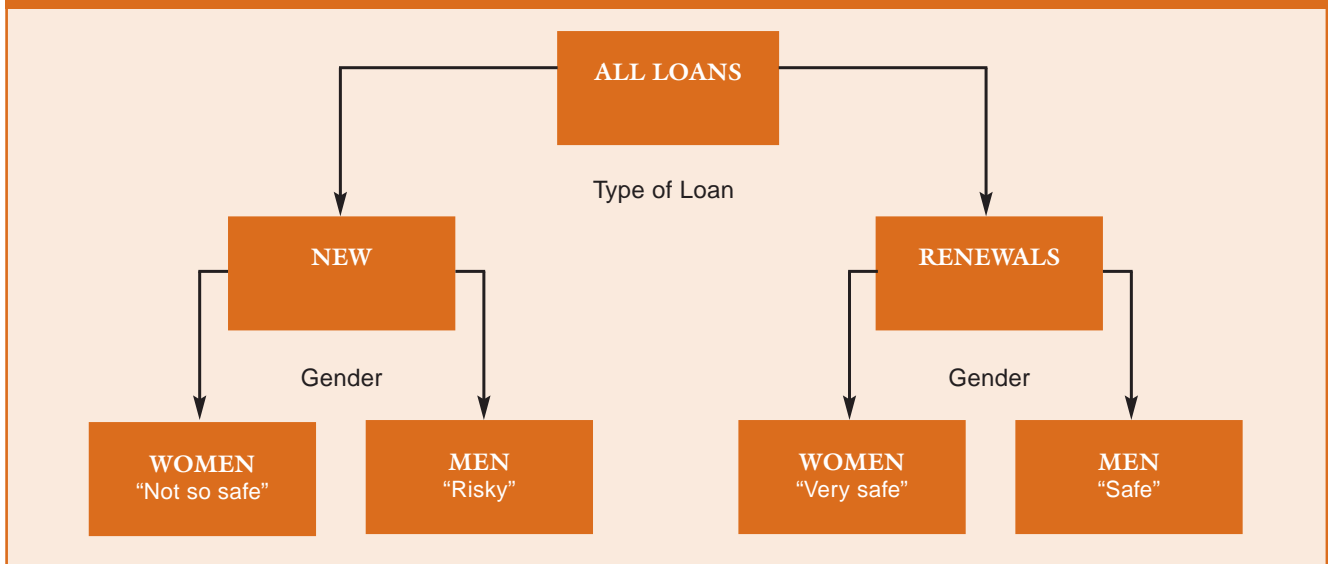 ALL LOANS
Type of Loan
NEW
RENEWALS
Gender
Gender
WOMEN
“Not so safe”
MEN
“Risky”
WOMEN
“Very safe”
MEN
“Safe”